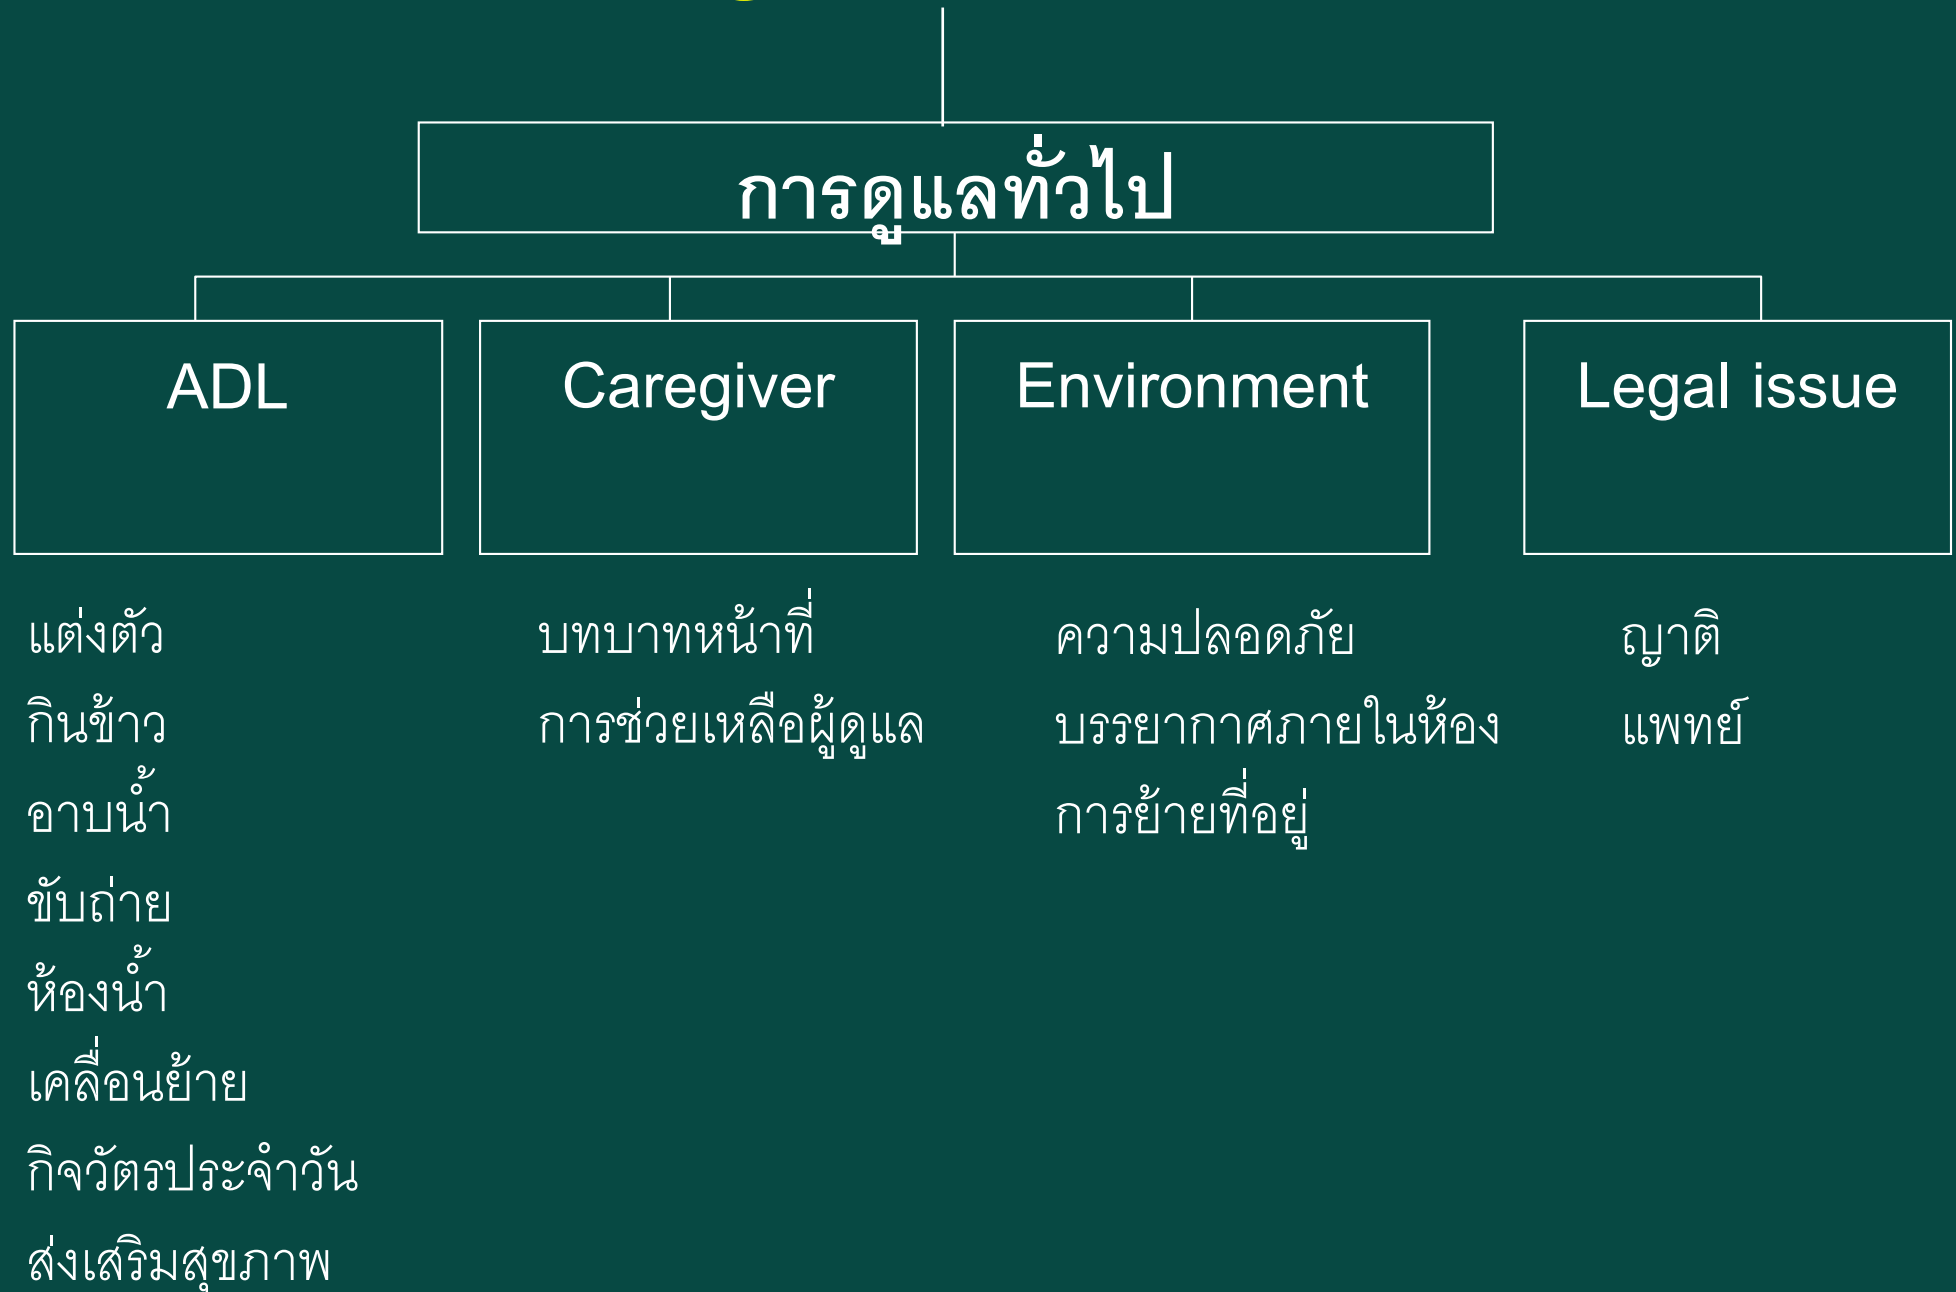 การดูแลทั่วไป
ADL
Caregiver
Environment
Legal issue
แต่งตัว
กินข้าว
อาบน้ำ
ขับถ่าย
ห้องน้ำ
เคลื่อนย้าย
กิจวัตรประจำวัน
ส่งเสริมสุขภาพ
บทบาทหน้าที่
การช่วยเหลือผู้ดูแล
ความปลอดภัย
บรรยากาศภายในห้อง
การย้ายที่อยู่
ญาติ
แพทย์